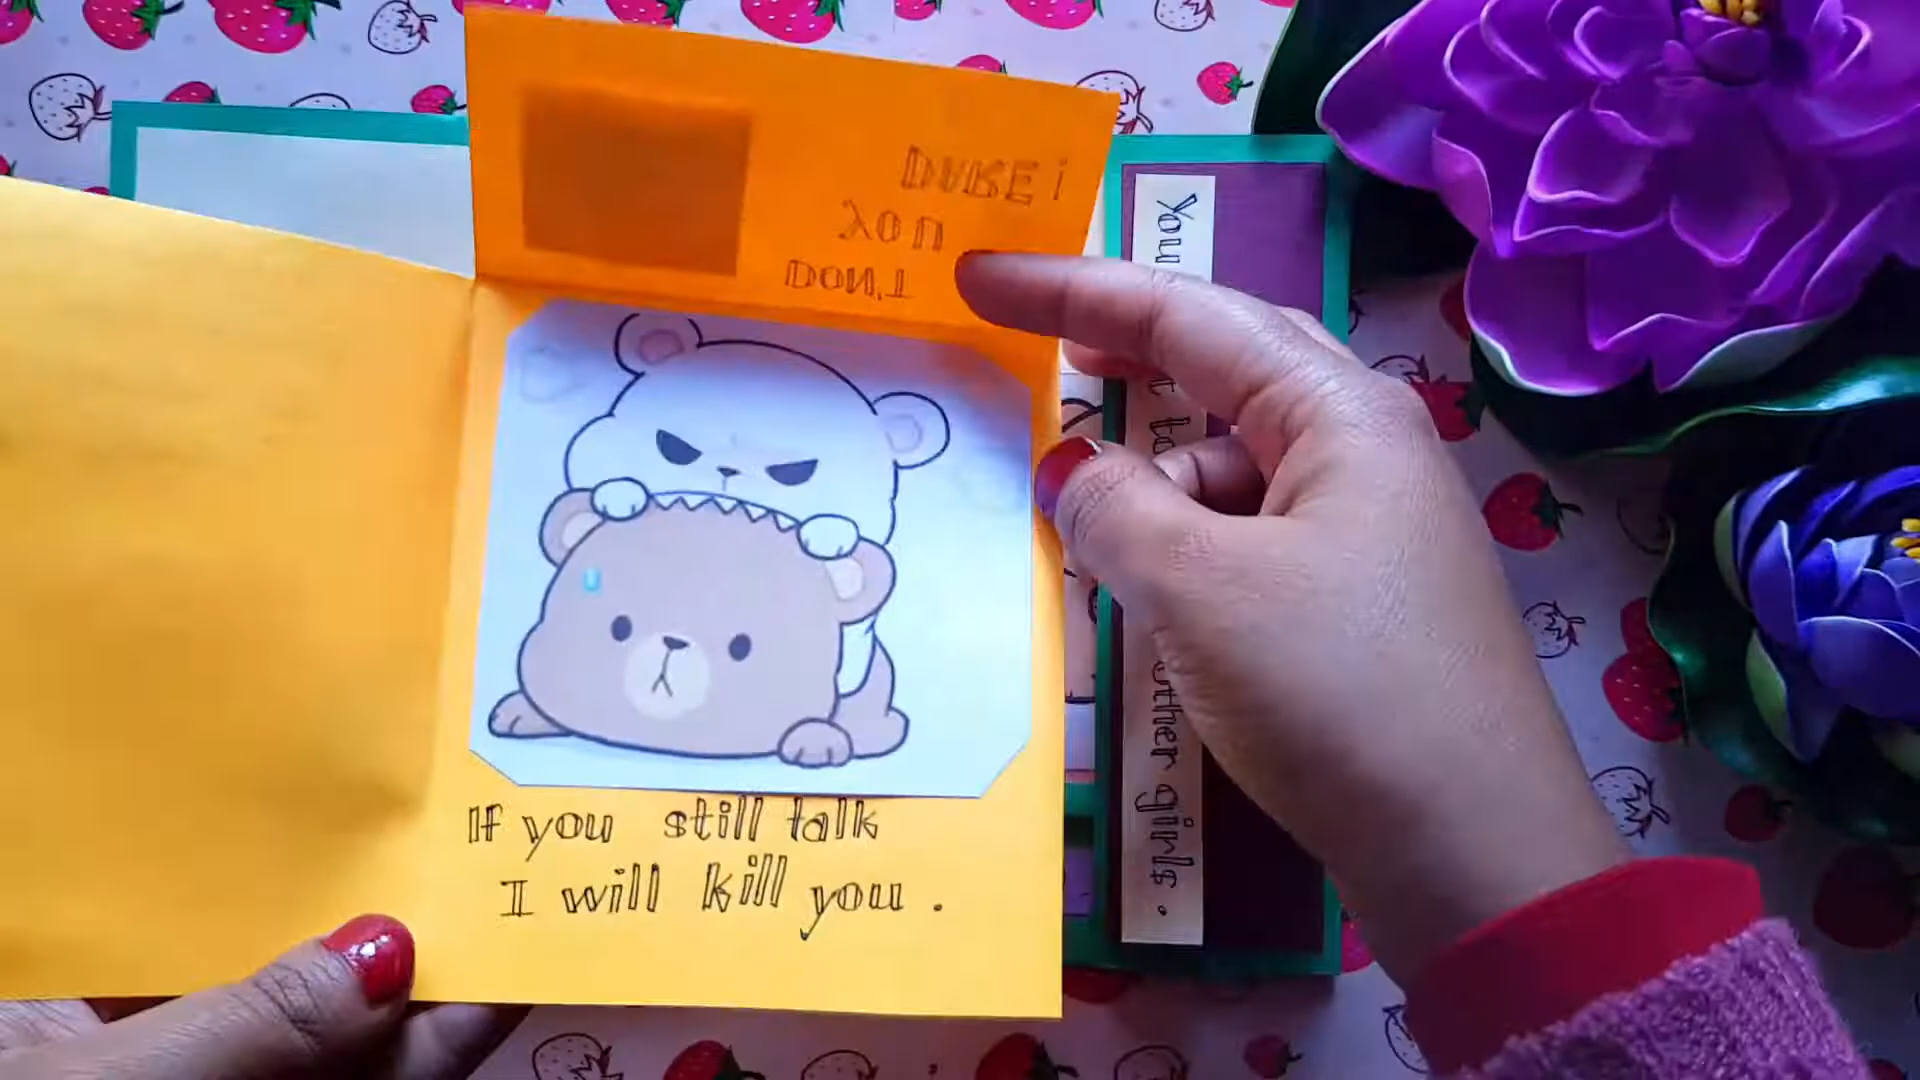 DON'T
YOU
DARE !
If you still talk
I will kill you .
You
other girls .